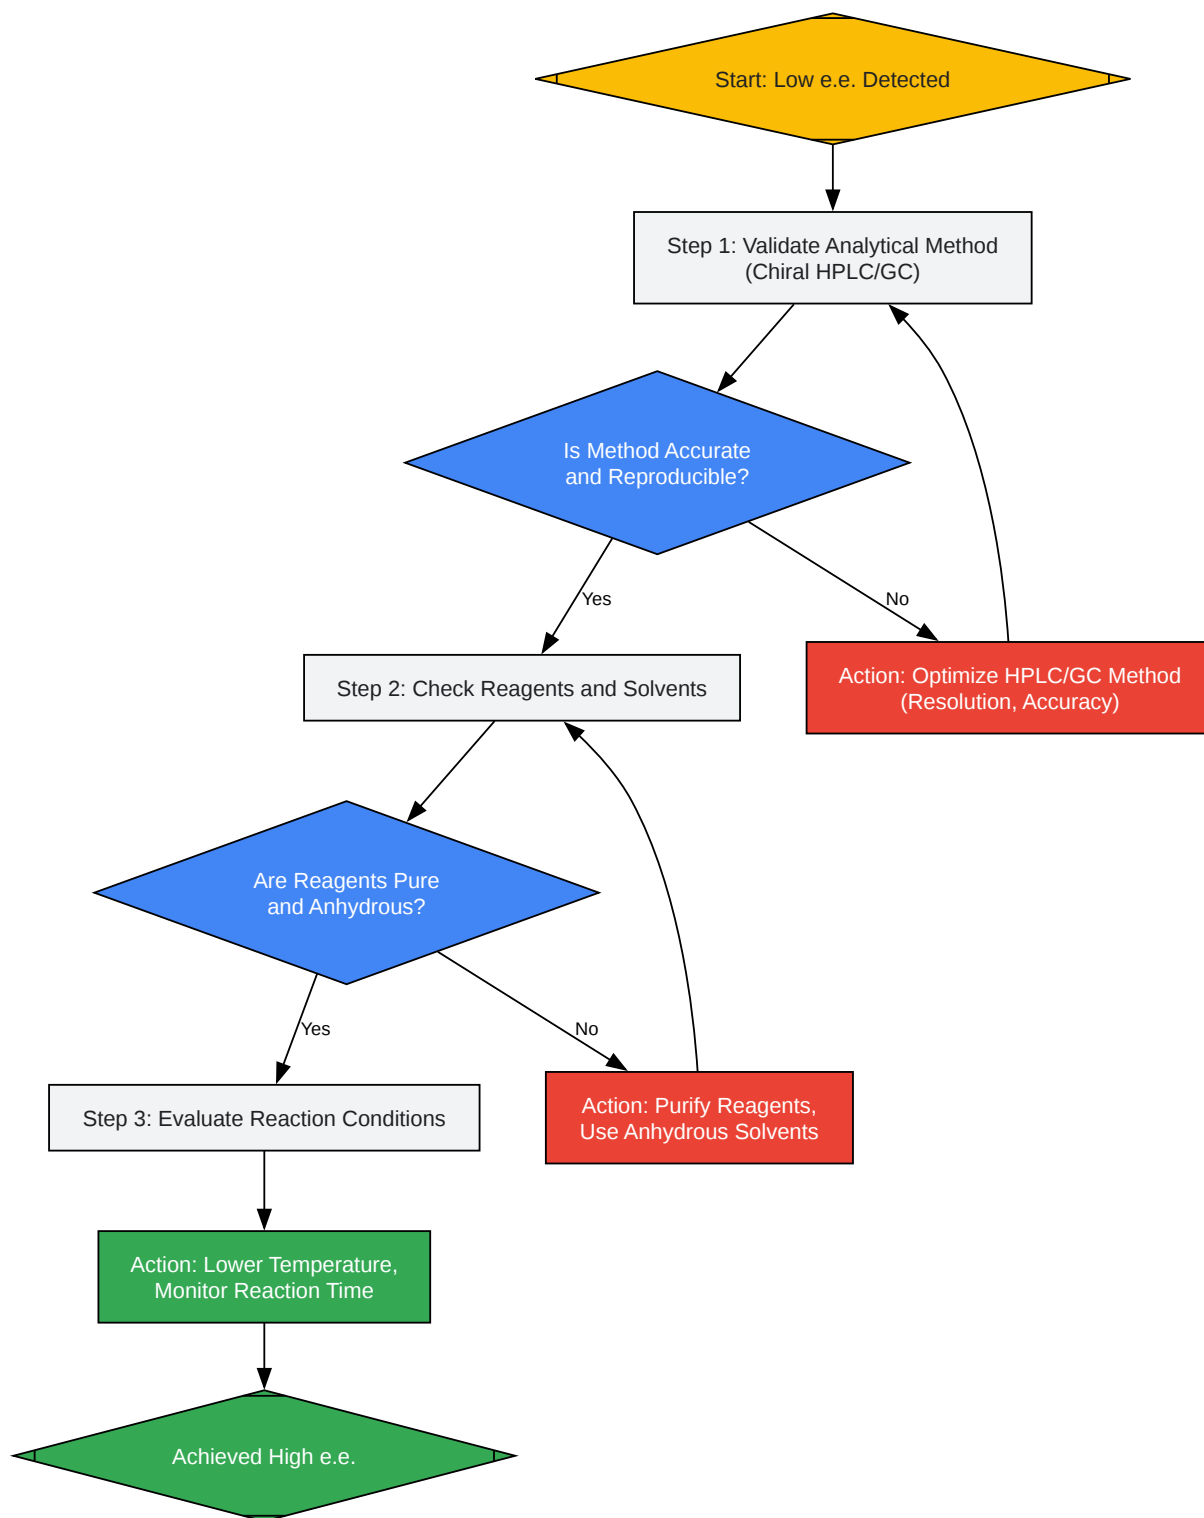 Start: Low e.e. Detected
Step 1: Validate Analytical Method
(Chiral HPLC/GC)
Is Method Accurate
and Reproducible?
Yes
No
Step 2: Check Reagents and Solvents
Action: Optimize HPLC/GC Method
(Resolution, Accuracy)
Are Reagents Pure
and Anhydrous?
Yes
No
Step 3: Evaluate Reaction Conditions
Action: Purify Reagents,
Use Anhydrous Solvents
Action: Lower Temperature,
Monitor Reaction Time
Achieved High e.e.